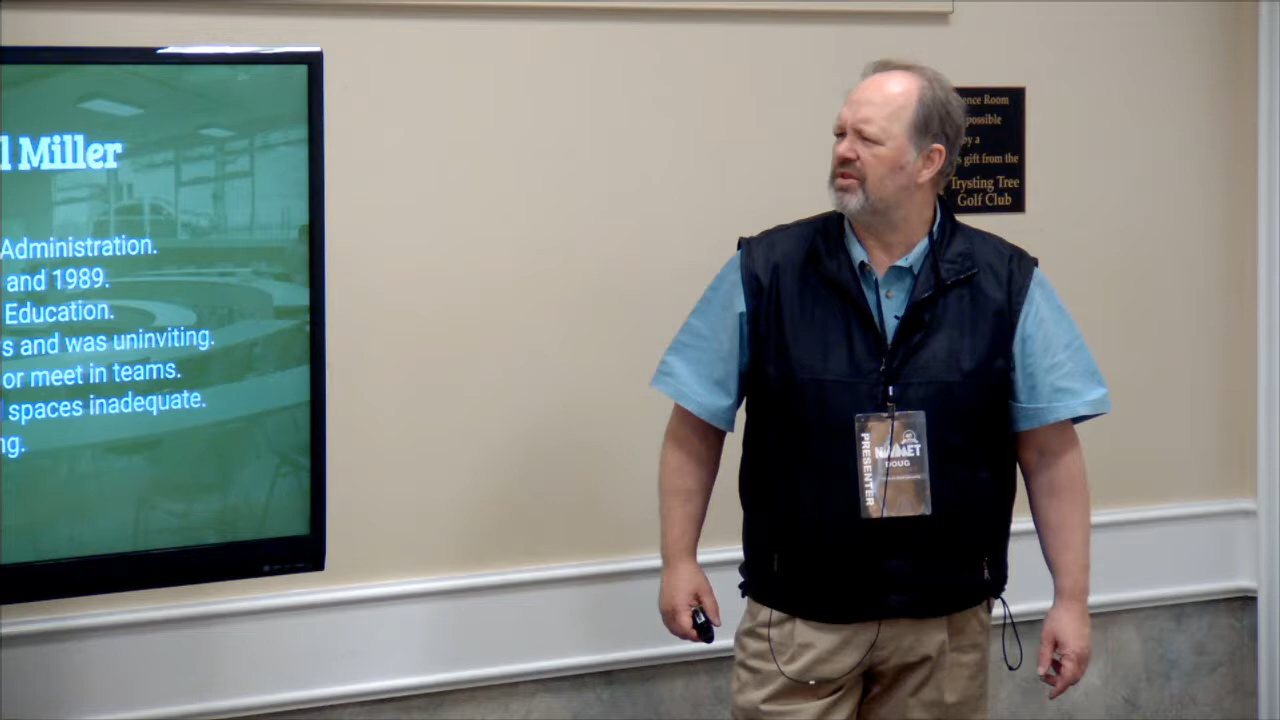 l Miller
Administration.
and 1989.
Education.
s and was uninviting.
or meet in teams.
spaces inadequate.
ng.
ence Room
possible
by a
s gift from the
Trysting Tree
Golf Club
PRESENTER
DOUG